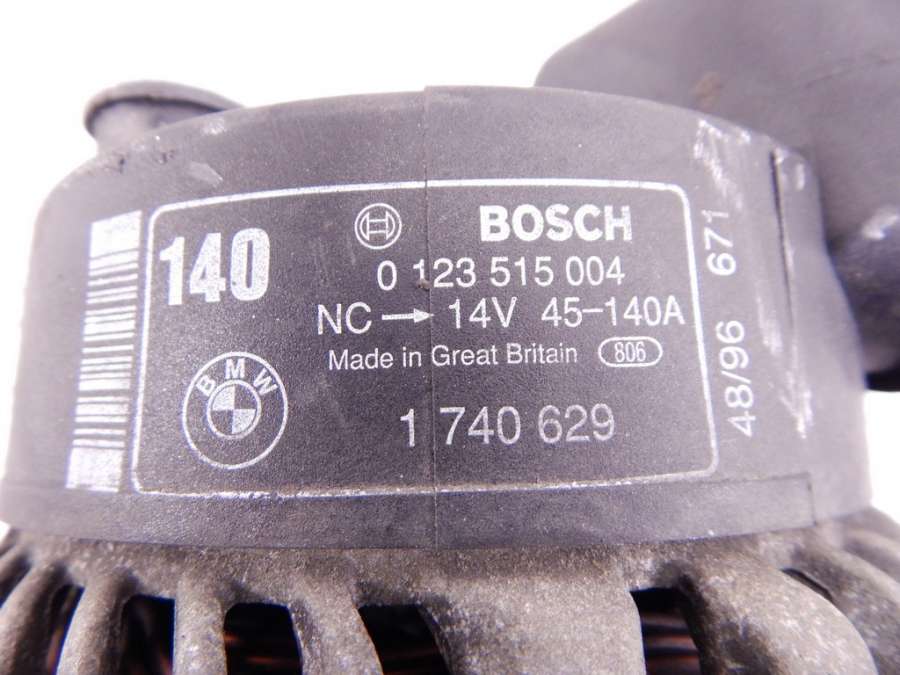 140
BOSCH
0 123 515 004
NC → 14V 45-140A
Made in Great Britain 806
BMW
1 740 629
48/96 671